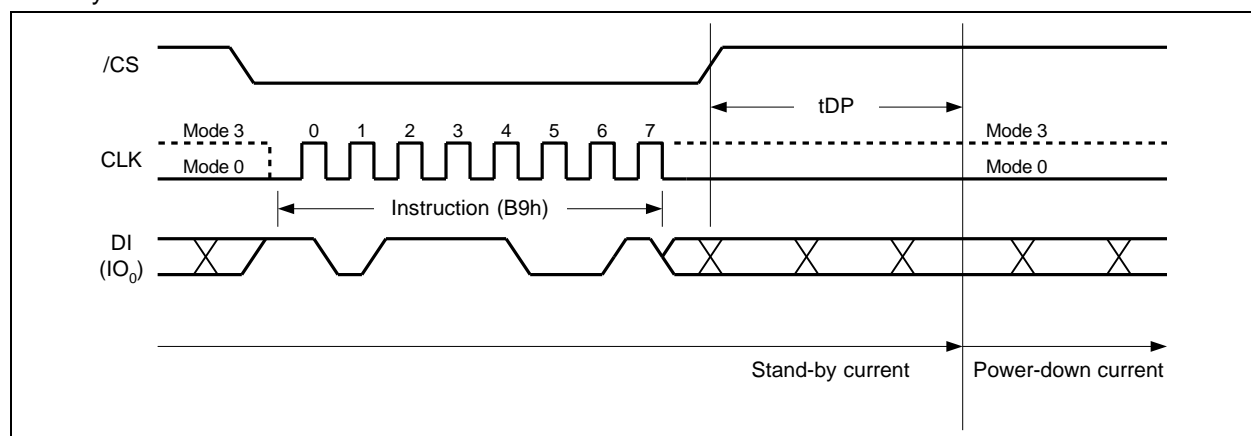 /CS
tDP
Mode 3 0 1 2 3 4 5 6 7 Mode 3
CLK
Mode 0 Mode 0
Instruction (B9h)
DI
(IO0)
Stand-by current Power-down current